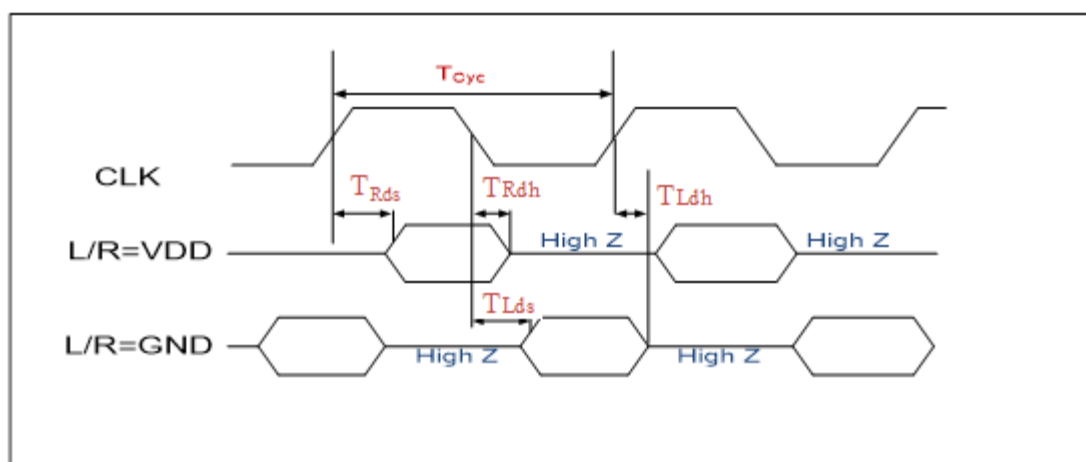 TCyc
CLK
TRds
TRdh
TLdh
L/R=VDD
High Z
High Z
TLds
L/R=GND
High Z
High Z